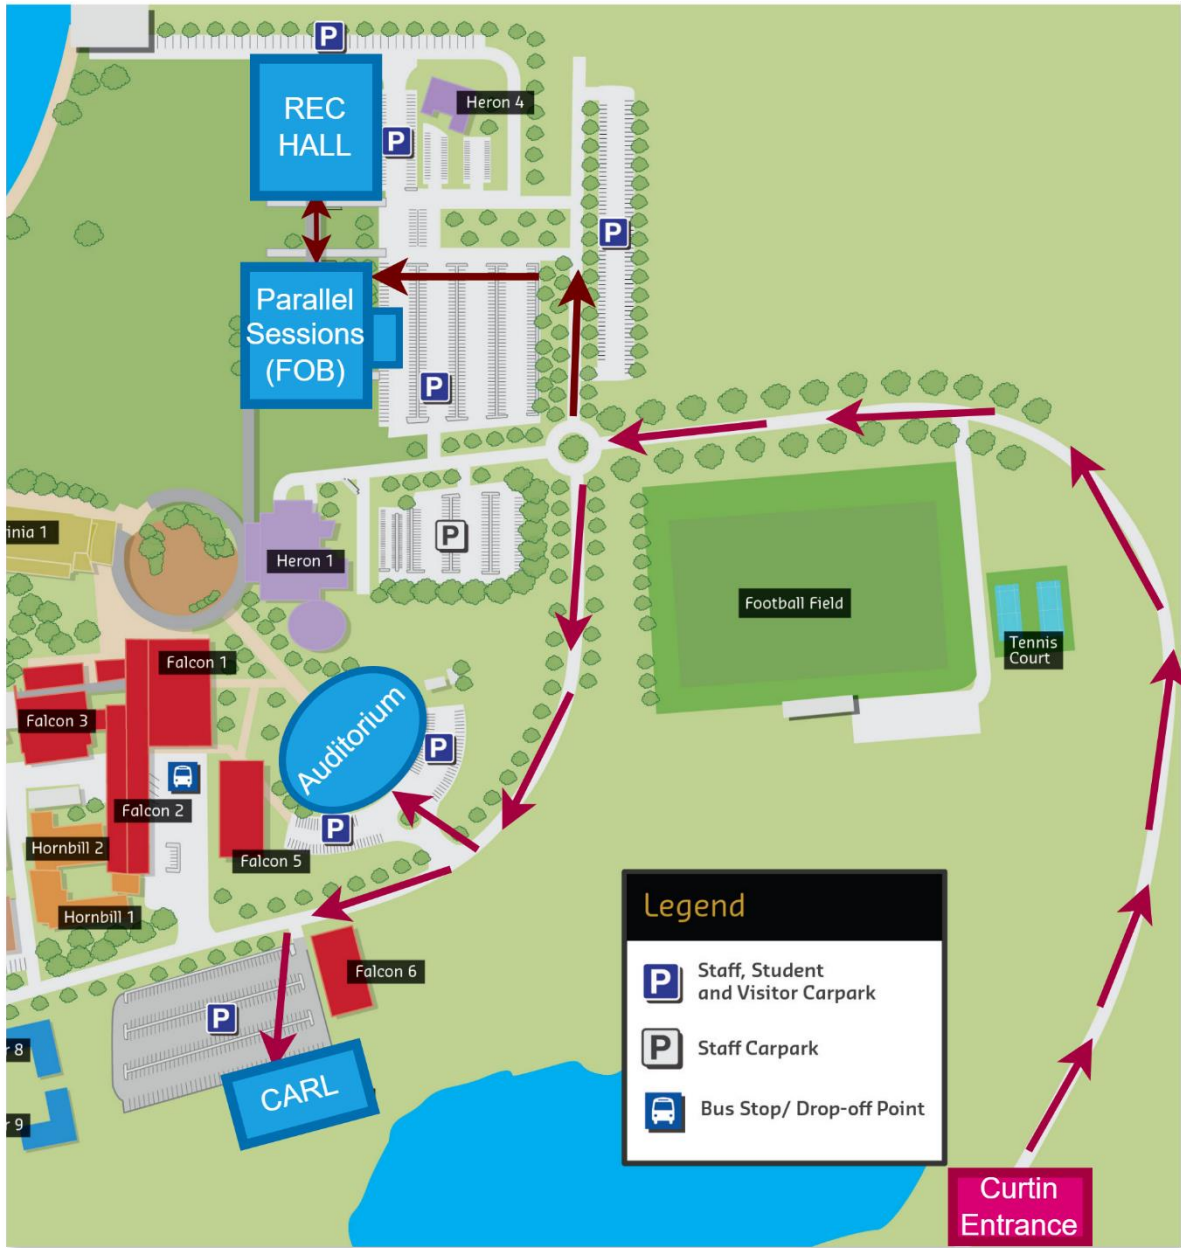 P
REC
HALL
Heron 4
P
P
Parallel
Sessions
(FOB)
P
inia 1
Heron 1
P
Football Field
Tennis
Court
Falcon 1
Falcon 3
Auditorium
P
Falcon 2
P
Hornbill 2
Falcon 5
Hornbill 1
Falcon 6
P
r 8
CARL
r 9
Legend
P Staff, Student
and Visitor Carpark
P Staff Carpark
Bus Stop/ Drop-off Point
Curtin
Entrance